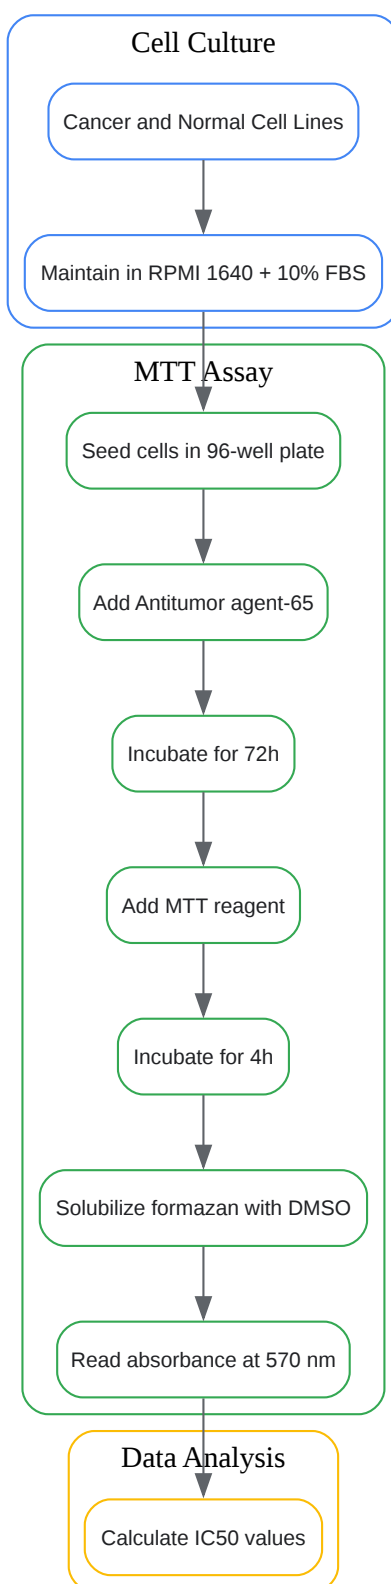 Cell Culture
Cancer and Normal Cell Lines
Maintain in RPMI 1640 + 10% FBS
MTT Assay
Seed cells in 96-well plate
Add Antitumor agent-65
Incubate for 72h
Add MTT reagent
Incubate for 4h
Solubilize formazan with DMSO
Read absorbance at 570 nm
Data Analysis
Calculate IC50 values